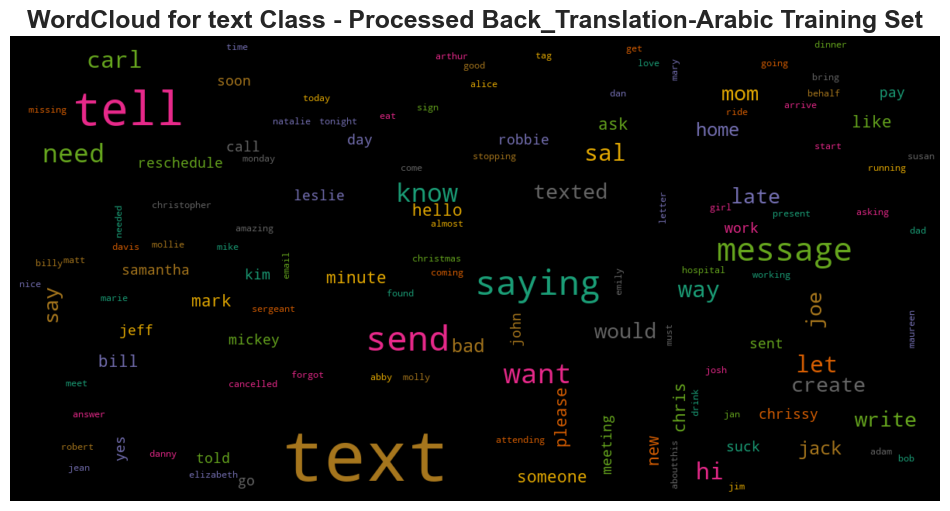 WordCloud for text Class - Processed Back_Translation-Arabic Training Set
time get dinner
carl arthur tag love mary going
good
soon alice bring
tell today dan mom behalf pay
missing sign arrive
natalie tonight eat ride
home like
day robbie ask start
need call sal
reschedule monday stopping susan
come running
know texted
leslie late
christopher hello letter girl present asking
needed almost work dad
amazing
davis mollie mike message
billy matt email christmas
samantha kim coming hospital
minute found saying emily working
nice way
marie mark
say sergeant joe
jeff john would must maureen
mickey send bad sent
bill
forgot let
meet cancelled abby molly want josh create
answer please chris drink jan chrissy write
text
robert yes attending meeting new suck jack adam
danny told bob
jean elizabeth go someone aboutthis hi jim